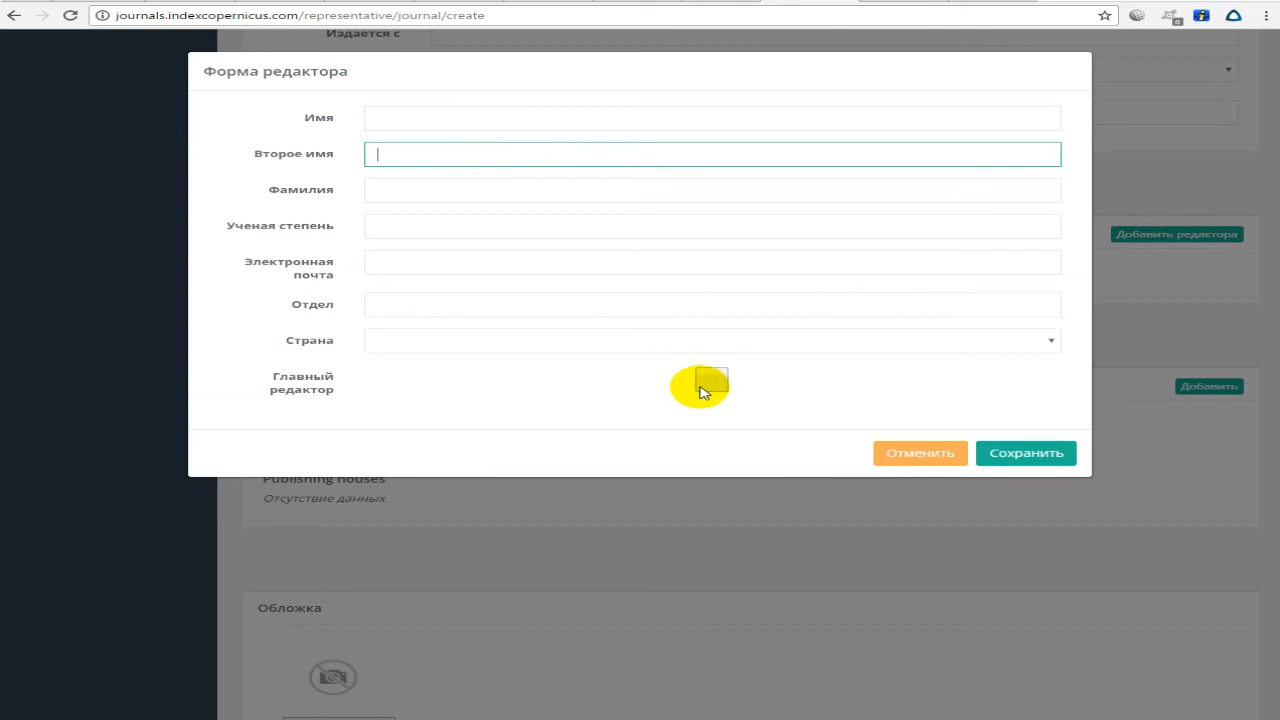 journals.indexcopernicus.com/representative/journal/create
Издается с
Форма редактора
Имя
Второе имя
Фамилия
Ученая степень
Добавить редактора
Электронная
почта
Отдел
Страна
Главный
редактор
Добавить
Отменить
Сохранить
Publishing houses
Отсутствие данных
Обложка